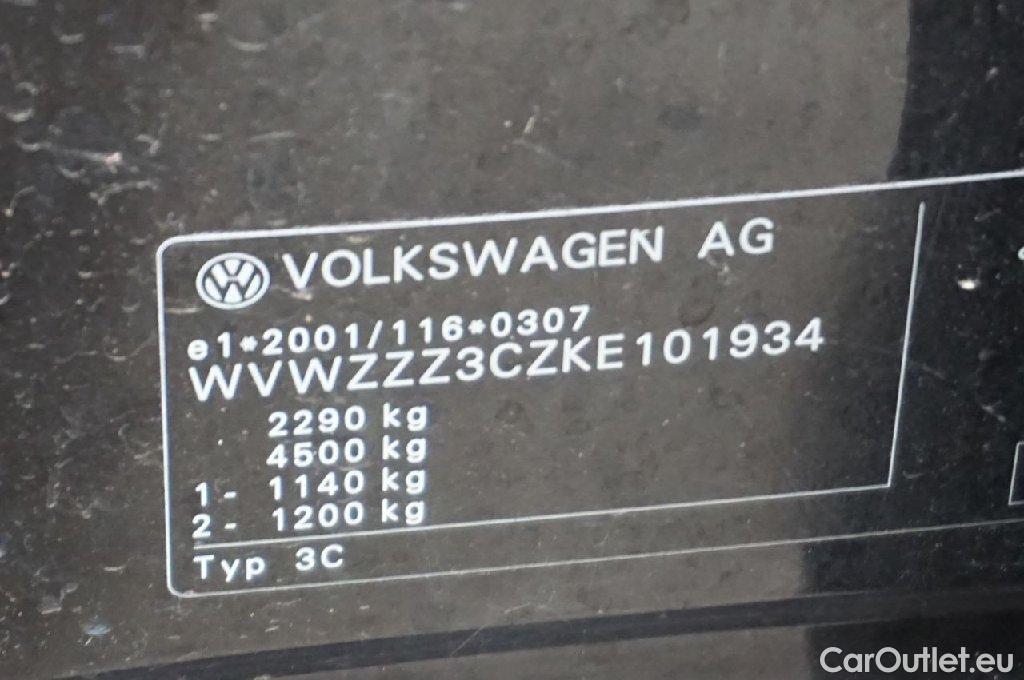 VOLKSWAGEN AG
e1*2001/116*0307
WVWZZZ3CZKE101934
2290 kg
4500 kg
1- 1140 kg
2- 1200 kg
Typ 3C
CarOutlet.eu